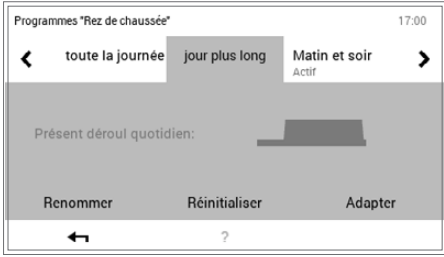 Programmes "Rez de chaussée" 17:00
toute la journée jour plus long Matin et soir
Actif
Présent déroul quotidien:
Renommer Réinitialiser Adapter
?